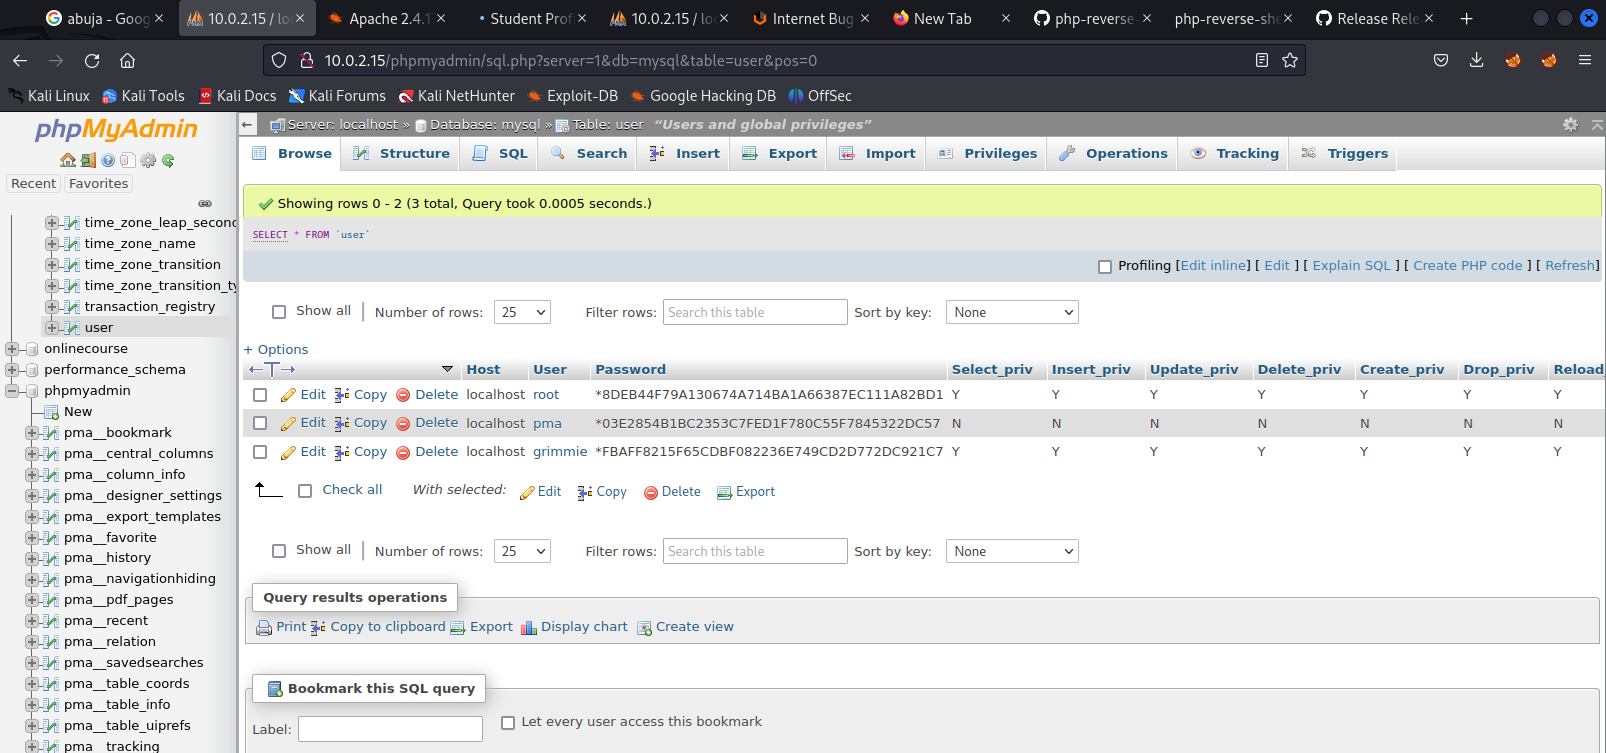 abuja - Goog
10.0.2.15 / lo
Apache 2.4.1
Student Prof
10.0.2.15 / lo
Internet Bug
New Tab
php-reverse-
php-reverse-she
Release Rele
10.0.2.15/phpmyadmin/sql.php?server=1&db=mysql&table=user&pos=0
Kali Linux Kali Tools Kali Docs Kali Forums Kali NetHunter Exploit-DB Google Hacking DB OffSec
phpMyAdmin
Recent Favorites
time_zone_leap_second
time_zone_name
time_zone_transition
time_zone_transition_ty
transaction_registry
user
onlinecourse
performance_schema
phpmyadmin
New
pma__bookmark
pma__central_columns
pma__column_info
pma__designer_settings
pma__export_templates
pma__favorite
pma__history
pma__navigationhiding
pma__pdf_pages
pma__recent
pma__relation
pma__savedsearches
pma__table_coords
pma__table_info
pma__table_uiprefs
pma__tracking
Server: localhost » Database: mysql » Table: user "Users and global privileges"
Browse Structure SQL Search Insert Export Import Privileges Operations Tracking Triggers
Showing rows 0 - 2 (3 total, Query took 0.0005 seconds.)
SELECT * FROM `user`
Profiling [Edit inline] [ Edit ] [ Explain SQL ] [ Create PHP code ] [ Refresh]
Show all | Number of rows: 25 Filter rows: Search this table Sort by key: None
+ Options
Host User Password Select_priv Insert_priv Update_priv Delete_priv Create_priv Drop_priv Reload
Edit Copy Delete localhost root *8DEB44F79A130674A714BA1A66387EC111A82BD1 Y Y Y Y Y Y Y
Edit Copy Delete localhost pma *03E2854B1BC2353C7FED1F780C55F7845322DC57 N N N N N N N
Edit Copy Delete localhost grimmie *FBAFF8215F65CDBF082236E749CD2D772DC921C7 Y Y Y Y Y Y Y
Check all With selected: Edit Copy Delete Export
Show all | Number of rows: 25 Filter rows: Search this table Sort by key: None
Query results operations
Print Copy to clipboard Export Display chart Create view
Bookmark this SQL query
Label: Let every user access this bookmark